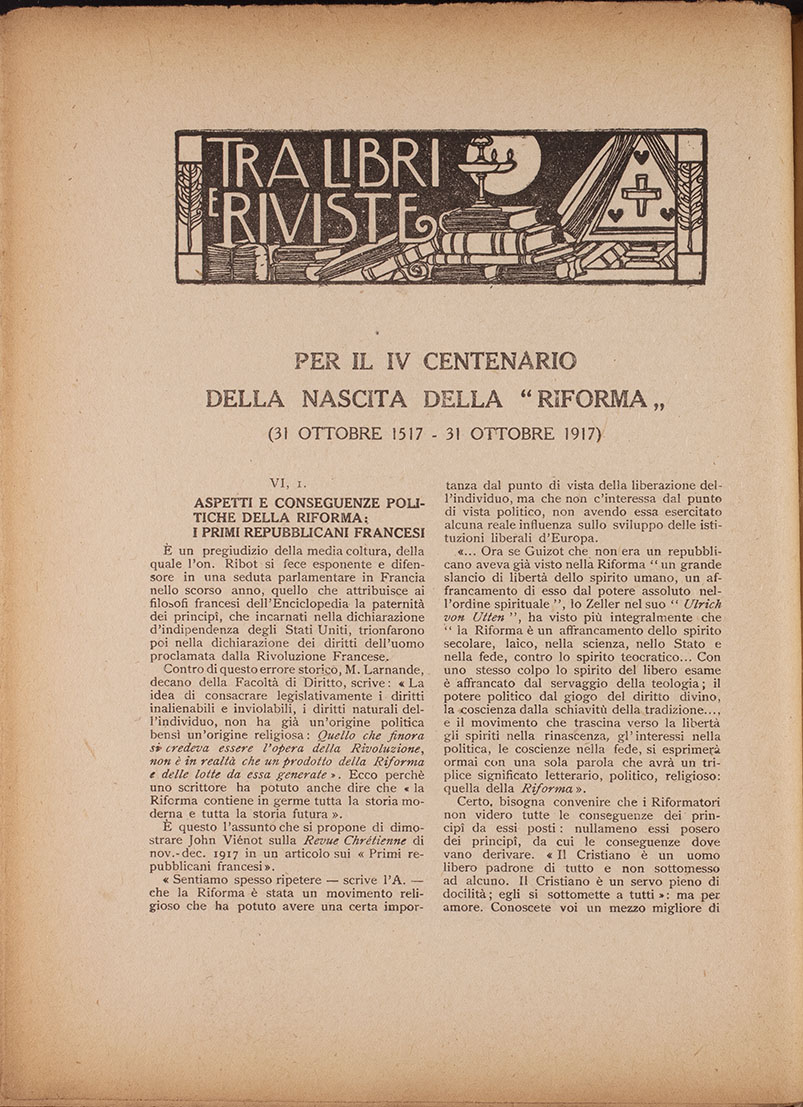 TRA LIBRI
E RIVISTE
PER IL IV CENTENARIO
DELLA NASCITA DELLA “ RIFORMA „
(31 OTTOBRE 1517 - 31 OTTOBRE 1917)
VI, 1.
ASPETTI E CONSEGUENZE POLI-
TICHE DELLA RIFORMA:
I PRIMI REPUBBLICANI FRANCESI
È un pregiudizio della media coltura, della
quale l'on. Ribot si fece esponente e difen-
sore in una seduta parlamentare in Francia
nello scorso anno, quello che attribuisce ai
filosofi francesi dell'Enciclopedia la paternità
dei principî, che incarnati nella dichiarazione
d'indipendenza degli Stati Uniti, trionfarono
poi nella dichiarazione dei diritti dell'uomo
proclamata dalla Rivoluzione Francese.
Contro di questo errore storico, M. Larnande,
decano della Facoltà di Diritto, scrive: « La
idea di consacrare legislativamente i diritti
inalienabili e inviolabili, i diritti naturali del-
l'individuo, non ha già un'origine politica
bensì un'origine religiosa: Quello che finora
si credeva essere l'opera della Rivoluzione,
non è in realtà che un prodotto della Riforma
e delle lotte da essa generate ». Ecco perchè
uno scrittore ha potuto anche dire che « la
Riforma contiene in germe tutta la storia mo-
derna e tutta la storia futura ».
È questo l'assunto che si propone di dimo-
strare John Viénot sulla Revue Chrétienne di
nov.-dec. 1917 in un articolo sui « Primi re-
pubblicani francesi ».
« Sentiamo spesso ripetere — scrive l'A. —
che la Riforma è stata un movimento reli-
gioso che ha potuto avere una certa impor-
tanza dal punto di vista della liberazione del-
l'individuo, ma che non c'interessa dal punto
di vista politico, non avendo essa esercitato
alcuna reale influenza sullo sviluppo delle isti-
tuzioni liberali d'Europa.
«... Ora se Guizot che non era un repubbli-
cano aveva già visto nella Riforma “ un grande
slancio di libertà dello spirito umano, un af-
francamento di esso dal potere assoluto nel-
l'ordine spirituale ”, lo Zeller nel suo “ Ulrich
von Utten ”, ha visto più integralmente che
“ la Riforma è un affrancamento dello spirito
secolare, laico, nella scienza, nello Stato e
nella fede, contro lo spirito teocratico... Con
uno stesso colpo lo spirito del libero esame
è affrancato dal servaggio della teologia; il
potere politico dal giogo del diritto divino,
la coscienza dalla schiavitù della tradizione...,
e il movimento che trascina verso la libertà
gli spiriti nella rinascenza, gl'interessi nella
politica, le coscienze nella fede, si esprimerà
ormai con una sola parola che avrà un tri-
plice significato letterario, politico, religioso:
quella della Riforma ».
Certo, bisogna convenire che i Riformatori
non videro tutte le conseguenze dei prin-
cipî da essi posti: nullameno essi posero
dei principî, da cui le conseguenze dove
vano derivare. « Il Cristiano è un uomo
libero padrone di tutto e non sottomesso
ad alcuno. Il Cristiano è un servo pieno di
docilità; egli si sottomette a tutti »: ma per
amore. Conoscete voi un mezzo migliore di